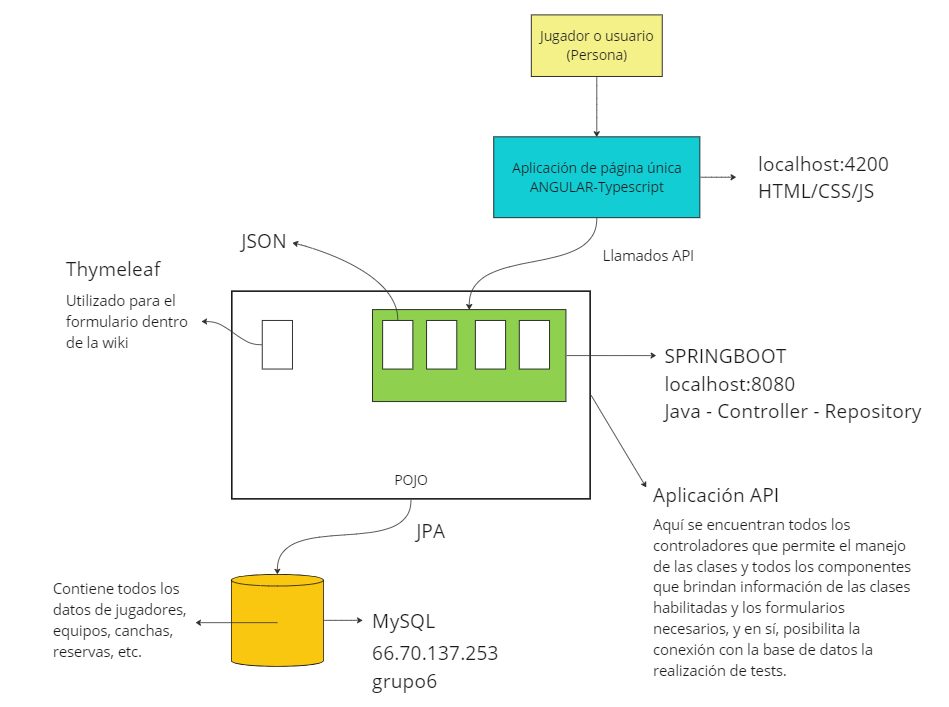 Jugador o usuario
(Persona)
Aplicación de página única
ANGULAR-Typescript
localhost:4200
HTML/CSS/JS
Llamados API
JSON
Thymeleaf
Utilizado para el
formulario dentro
de la wiki
SPRINGBOOT
localhost:8080
Java - Controller - Repository
POJO
Aplicación API
Aquí se encuentran todos los
controladores que permite el manejo
de las clases y todos los componentes
que brindan información de las clases
habilitadas y los formularios
necesarios, y en sí, posibilita la
conexión con la base de datos la
realización de tests.
JPA
Contiene todos los
datos de jugadores,
equipos, canchas,
reservas, etc.
MySQL
66.70.137.253
grupo6